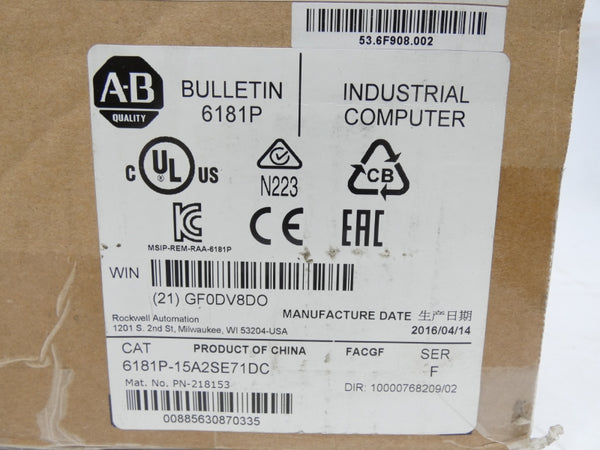 53.6F908.002
A-B
QUALITY
BULLETIN
6181P
INDUSTRIAL
COMPUTER
C UL US
N223
CB
KC
CE
EAC
MSIP-REM-RAA-6181P
WIN
(21) GF0DV8DO
Rockwell Automation
1201 S. 2nd St, Milwaukee, WI 53204-USA
MANUFACTURE DATE 生产日期
2016/04/14
CAT PRODUCT OF CHINA FACGF SER
6181P-15A2SE71DC F
Mat. No. PN-218153
DIR: 10000768209/02
00885630870335